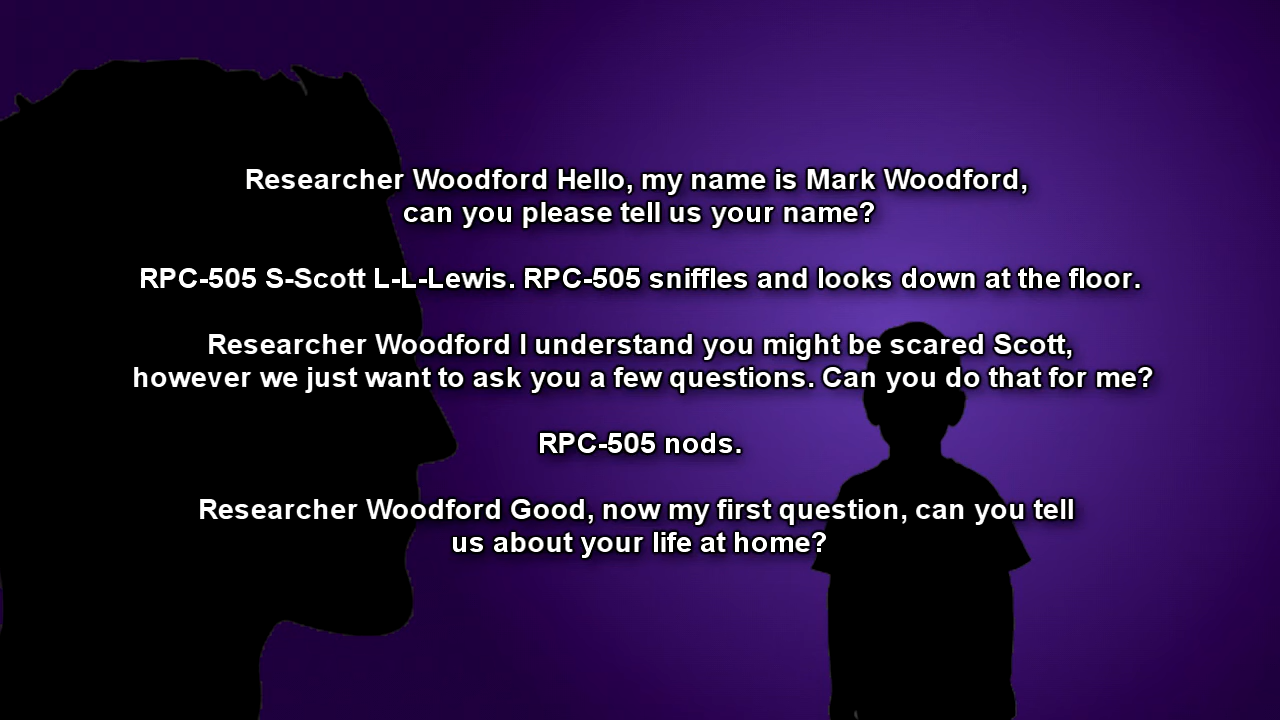 Researcher Woodford Hello, my name is Mark Woodford,
can you please tell us your name?
RPC-505 S-Scott L-L-Lewis. RPC-505 sniffles and looks down at the floor.
Researcher Woodford I understand you might be scared Scott,
however we just want to ask you a few questions. Can you do that for me?
RPC-505 nods.
Researcher Woodford Good, now my first question, can you tell
us about your life at home?